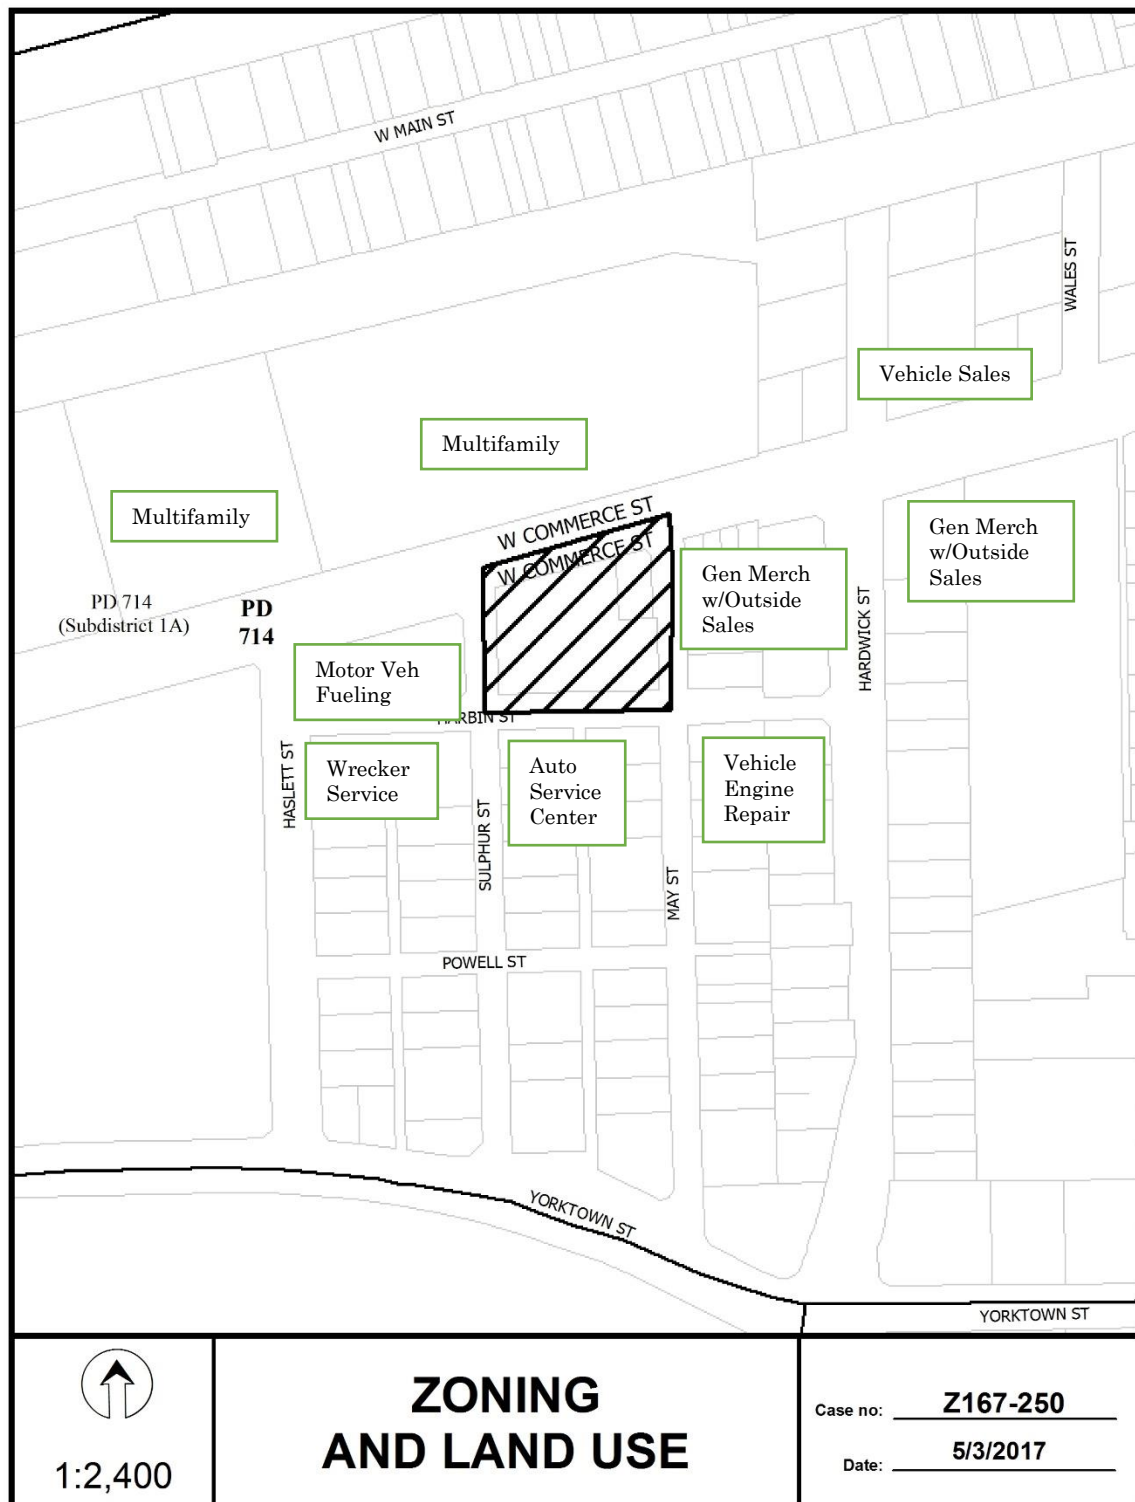 W MAIN ST
WALES ST
Vehicle Sales
Multifamily
Multifamily
W COMMERCE ST
W COMMERCE ST
Gen Merch
w/Outside
Sales
Gen Merch
w/Outside
Sales
PD 714
(Subdistrict 1A)
PD
714
HARDWICK ST
Motor Veh
Fueling
HARBIN ST
HASLETT ST
Wrecker
Service
SULPHUR ST
Auto
Service
Center
Vehicle
Engine
Repair
MAY ST
POWELL ST
YORKTOWN ST
YORKTOWN ST
1:2,400
ZONING
AND LAND USE
Case no: Z167-250
Date: 5/3/2017